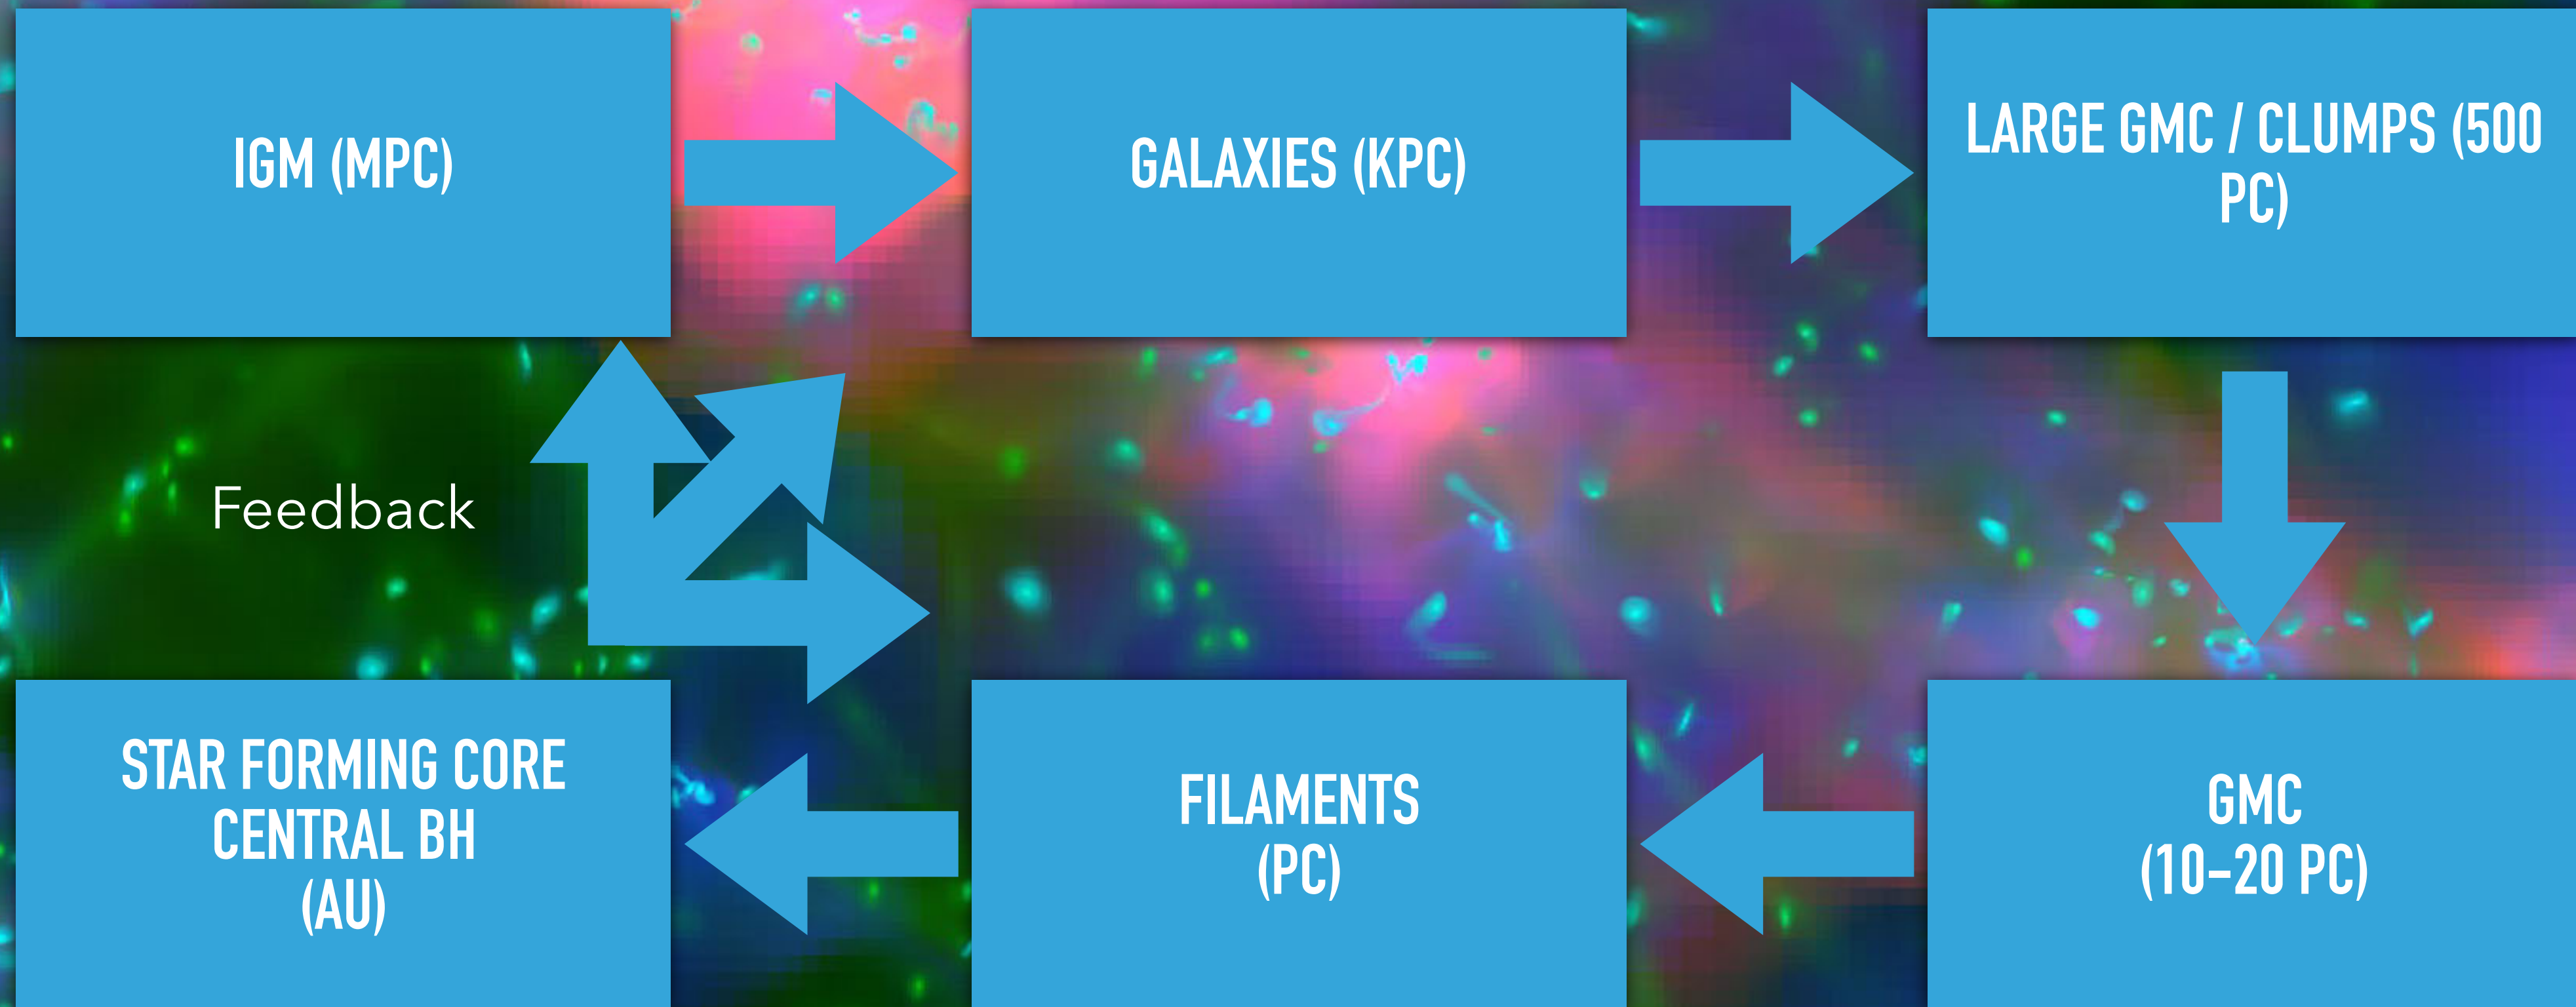 IGM (MPC)
GALAXIES (KPC)
LARGE GMC / CLUMPS (500
PC)
Feedback
STAR FORMING CORE
CENTRAL BH
(AU)
FILAMENTS
(PC)
GMC
(10–20 PC)